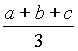 (a + b + c) / 3